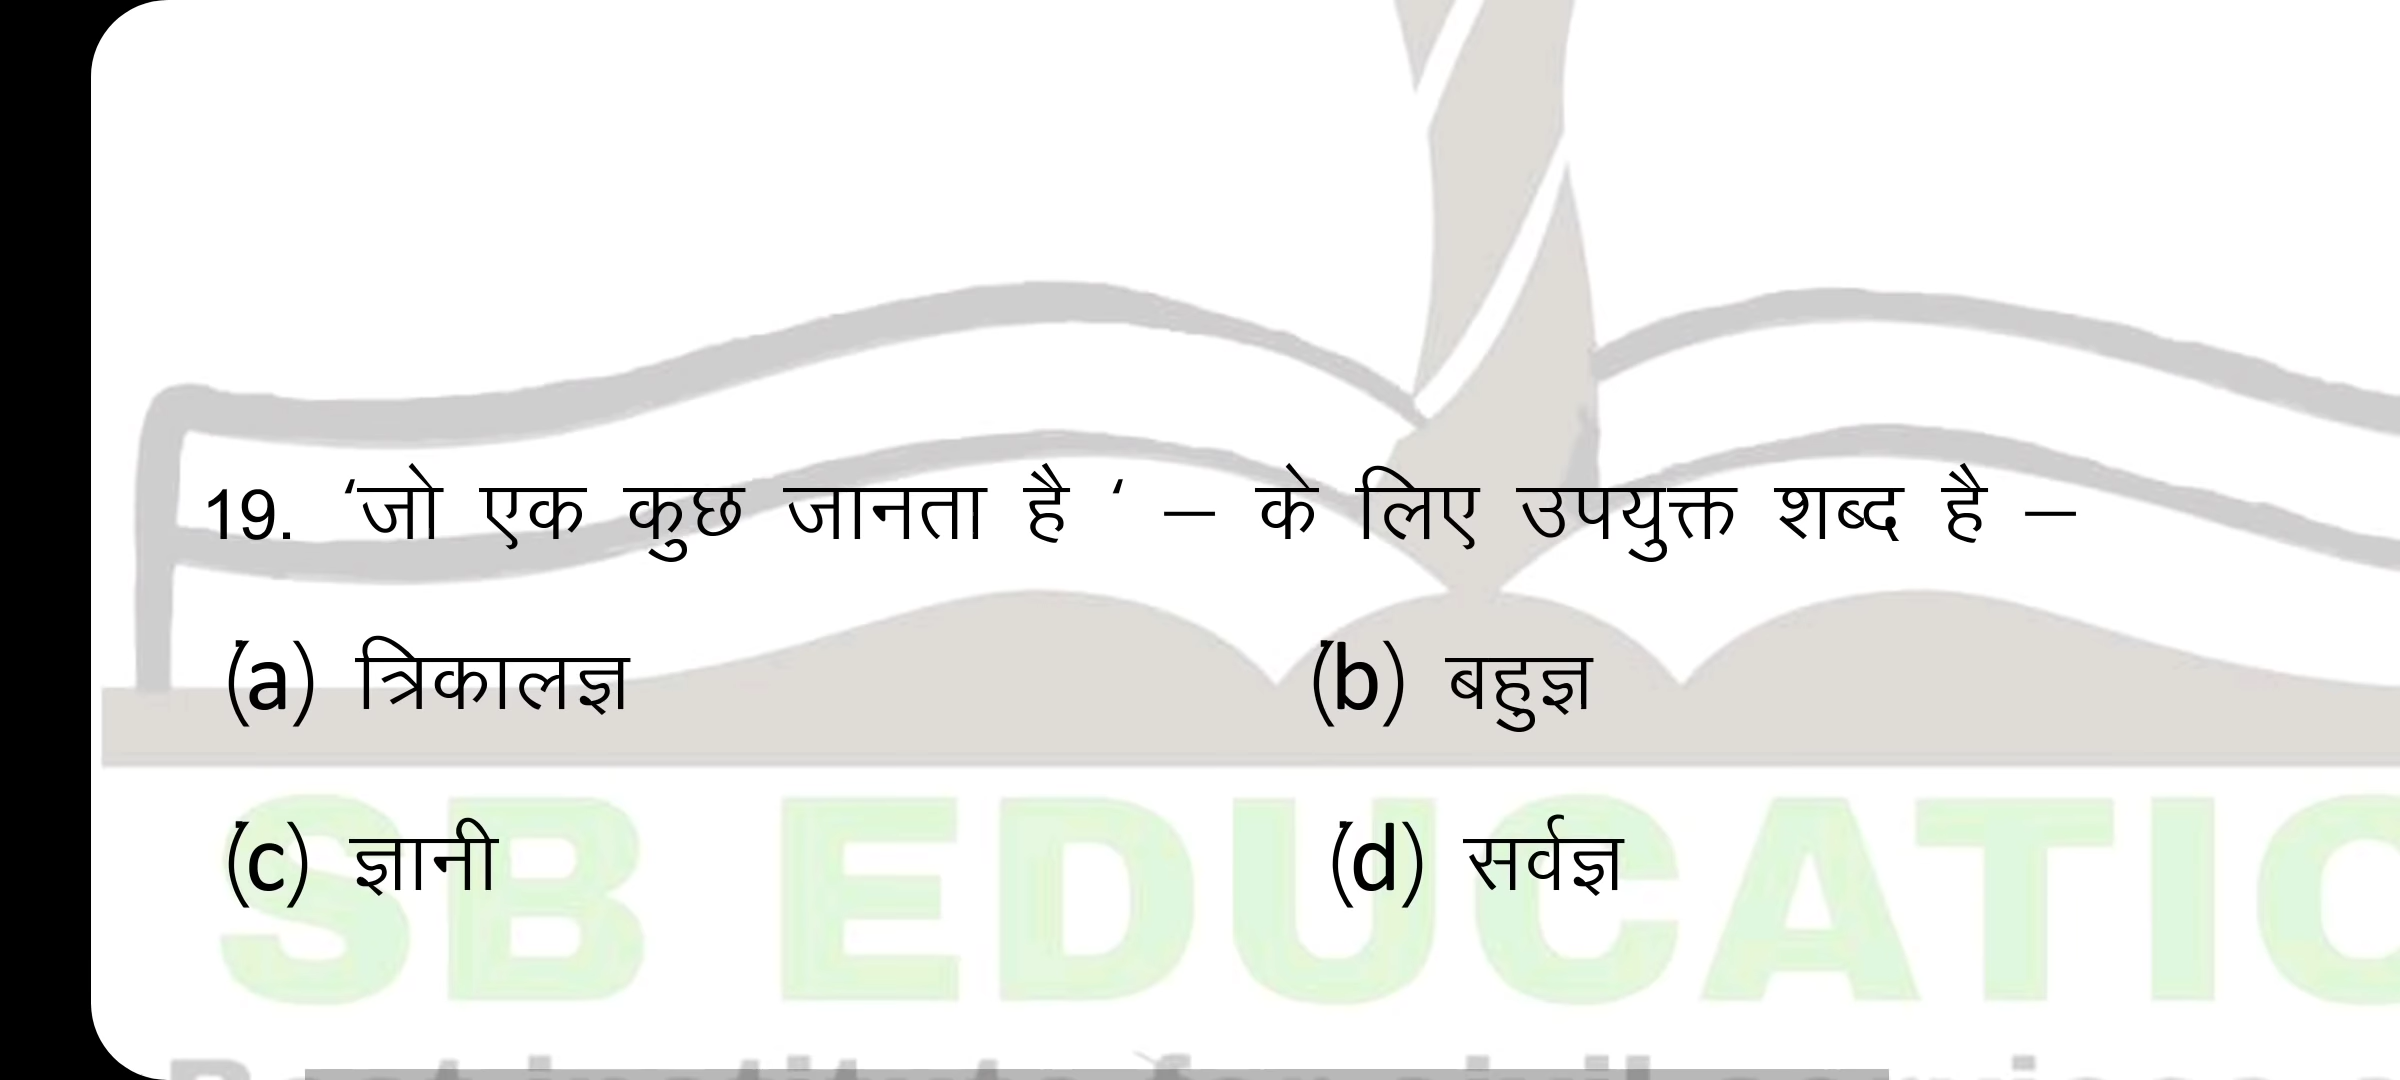 19. ‘जो एक कुछ जानता है ‘ – के लिए उपयुक्त शब्द है –
(a) त्रिकालज्ञ (b) बहुज्ञ
(c) ज्ञानी (d) सर्वज्ञ
SB EDUCATIO